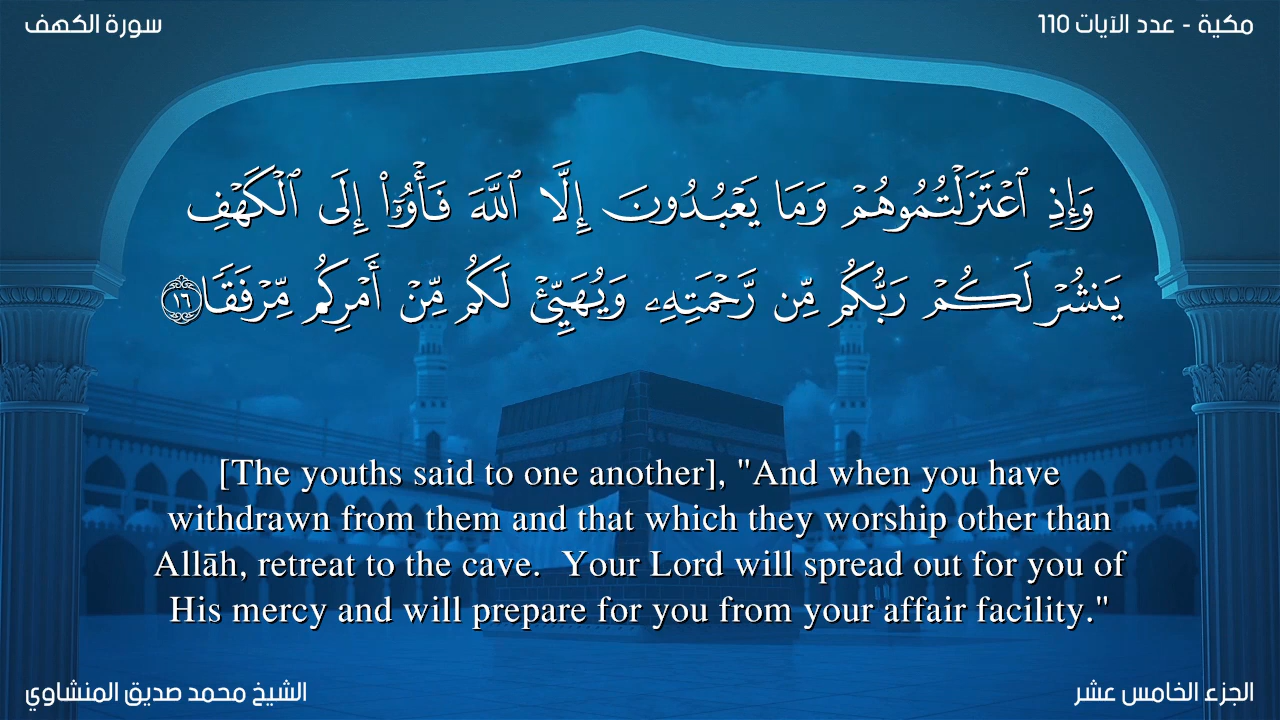 سورة الكهف
مكية - عدد الآيات 110
وَإِذِ ٱعْتَزَلْتُمُوهُمْ وَمَا يَعْبُدُونَ إِلَّا ٱللَّهَ فَأْوُۥٓا۟ إِلَى ٱلْكَهْفِ
يَنشُرْ لَكُمْ رَبُّكُم مِّن رَّحْمَتِهِۦ وَيُهَيِّئْ لَكُم مِّنْ أَمْرِكُم مِّرْفَقًا ١٦
[The youths said to one another], "And when you have
withdrawn from them and that which they worship other than
Allāh, retreat to the cave.  Your Lord will spread out for you of
His mercy and will prepare for you from your affair facility."
الشيخ محمد صديق المنشاوي
الجزء الخامس عشر